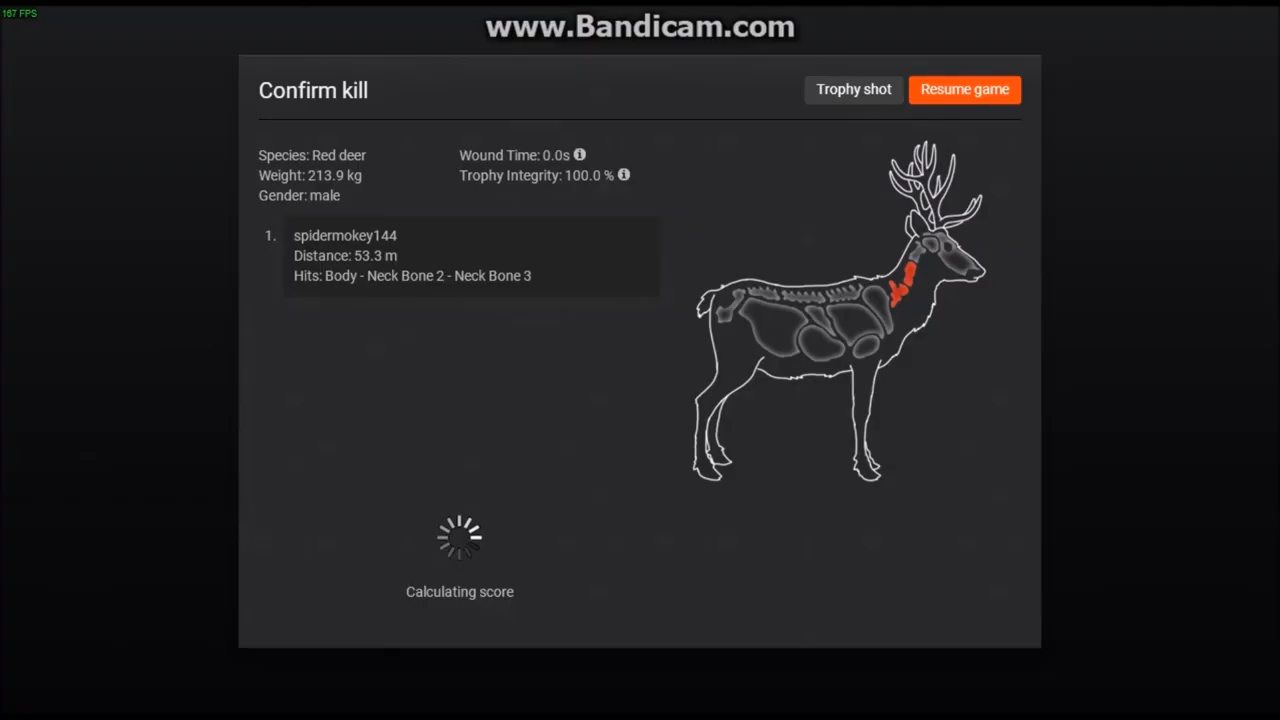 167 FPS
www.Bandicam.com
Confirm kill
Trophy shot
Resume game
Species: Red deer
Weight: 213.9 kg
Gender: male
Wound Time: 0.0s
Trophy Integrity: 100.0 %
1.
spidermokey144
Distance: 53.3 m
Hits: Body - Neck Bone 2 - Neck Bone 3
Calculating score